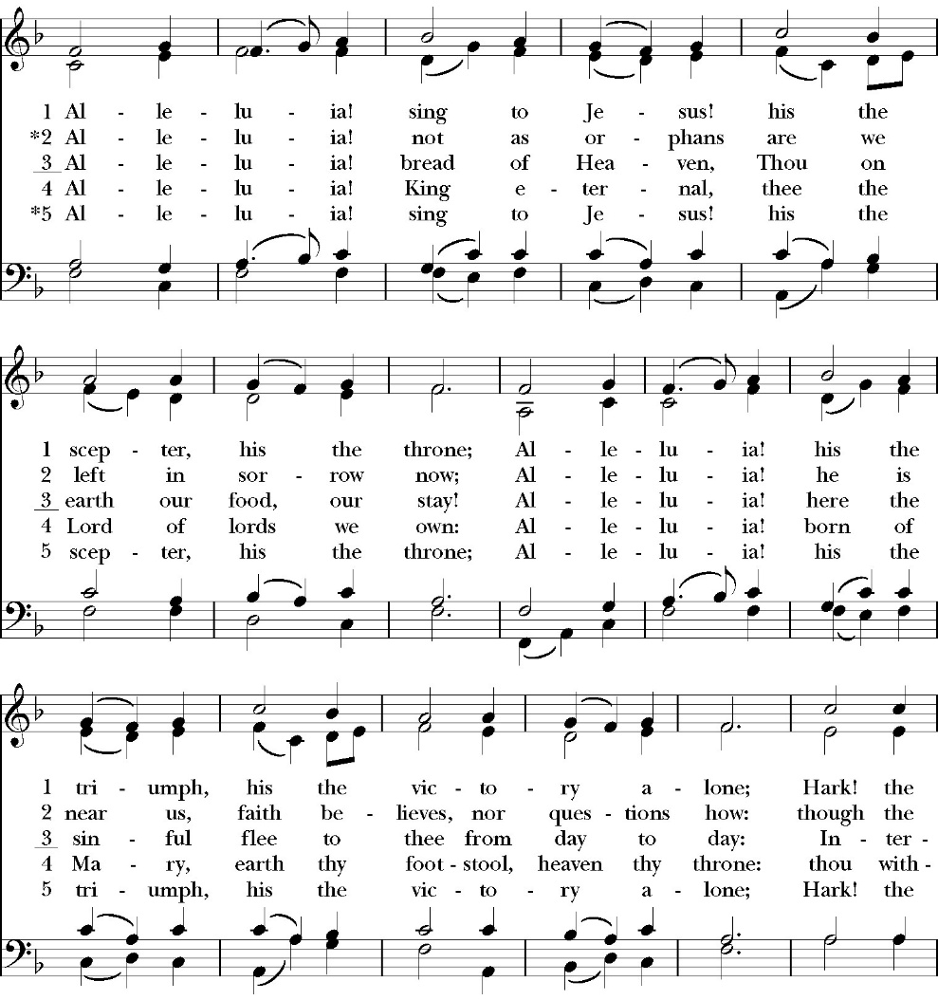 1 Al - le - lu - ia! sing to Je - sus! his the
*2 Al - le - lu - ia! not as or - phans are we
3 Al - le - lu - ia! bread of Hea - ven, Thou on
4 Al - le - lu - ia! King e - ter - nal, thee the
*5 Al - le - lu - ia! sing to Je - sus! his the
1 scep - ter, his the throne; Al - le - lu - ia! his the
2 left in sor - row now; Al - le - lu - ia! he is
3 earth our food, our stay! Al - le - lu - ia! here the
4 Lord of lords we own: Al - le - lu - ia! born of
5 scep - ter, his the throne; Al - le - lu - ia! his the
1 tri - umph, his the vic - to - ry a - lone; Hark! the
2 near us, faith be - lieves, nor ques - tions how: though the
3 sin - ful flee to thee from day to day: In - ter -
4 Ma - ry, earth thy foot - stool, heaven thy throne: thou with -
5 tri - umph, his the vic - to - ry a - lone; Hark! the